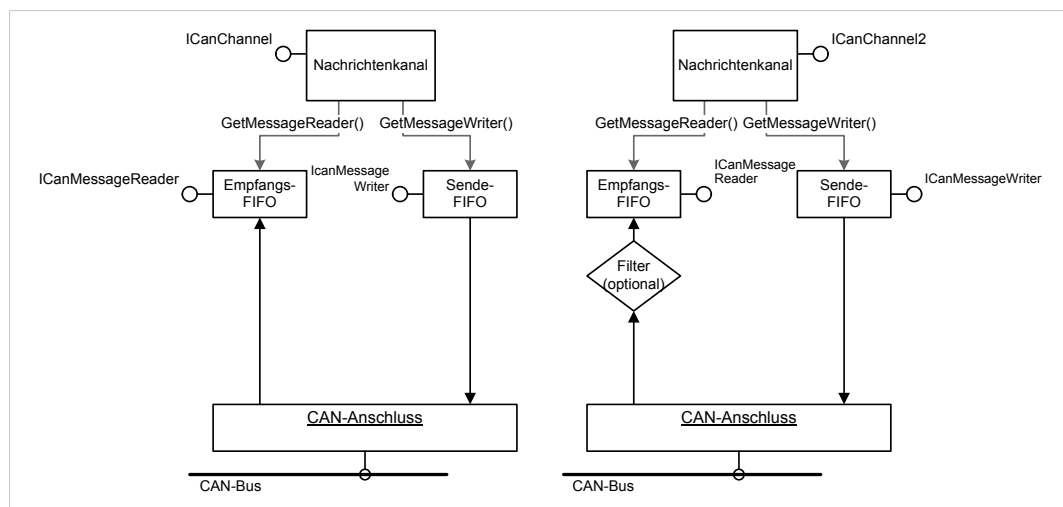 ICanChannel
Nachrichtenkanal
GetMessageReader()
GetMessageWriter()
ICanMessageReader
Empfangs-
FIFO
IcanMessage
Writer
Sende-
FIFO
CAN-Anschluss
CAN-Bus
ICanChannel2
Nachrichtenkanal
GetMessageReader()
GetMessageWriter()
Empfangs-
FIFO
ICanMessage
Reader
Sende-
FIFO
ICanMessageWriter
Filter
(optional)
CAN-Anschluss
CAN-Bus